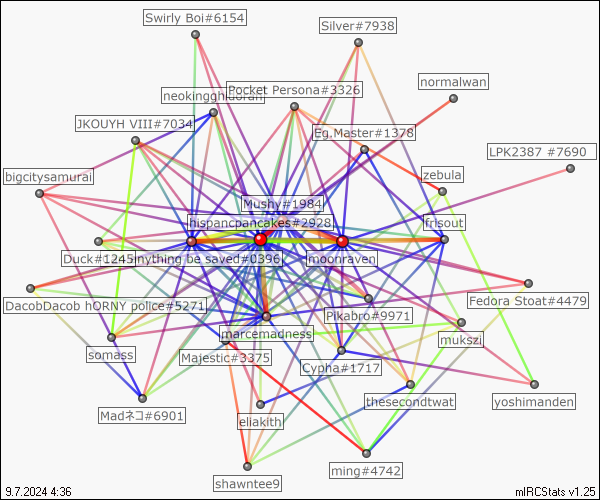 Swirly Boi#6154
Silver#7938
normalwan
Pocket Persona#3326
JKOUYH VIII#7034
Eg.Master#1378
LPK2387 #7690
bigcitysamurai
zebula
Mushy#1984
hispancpancakes#2928
frisout
Duck#1245
nything be saved#0396
moonraven
DacobDacob hORNY police#5271
Fedora Stoat#4479
Pikabro#9971
marcemadness
mukszi
somass
Majestic#3375
Cypha#1717
Madネコ#6901
eliakith
thesecondtwat
yoshimanden
shawntee9
ming#4742
9.7.2024 4:36
mIRCStats v1.25